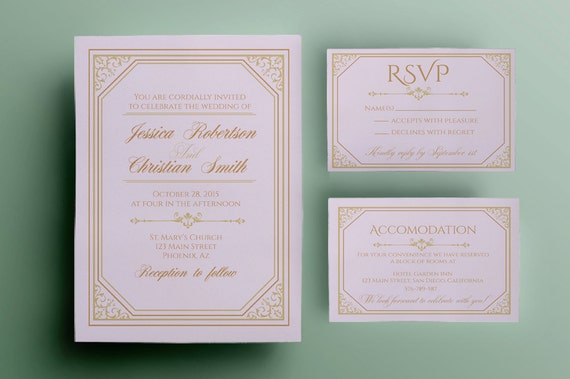 YOU ARE CORDIALLY INVITED
TO CELEBRATE THE WEDDING OF
Jessica Robertson
And
Christian Smith
October 28, 2015
AT FOUR IN THE AFTERNOON
ST. MARY'S CHURCH
123 MAIN STREET
PHOENIX, AZ
Reception to follow
RSVP
NAME(S)
ACCEPTS WITH PLEASURE
DECLINES WITH REGRET
Kindly reply by September 1st
ACCOMODATION
FOR YOUR CONVENIENCE WE HAVE RESERVED
A BLOCK OF ROOMS AT
HOTEL GARDEN INN
123 MAIN STREET, SAN DIEGO-CALIFORNIA
We look forward to celebrate with you!